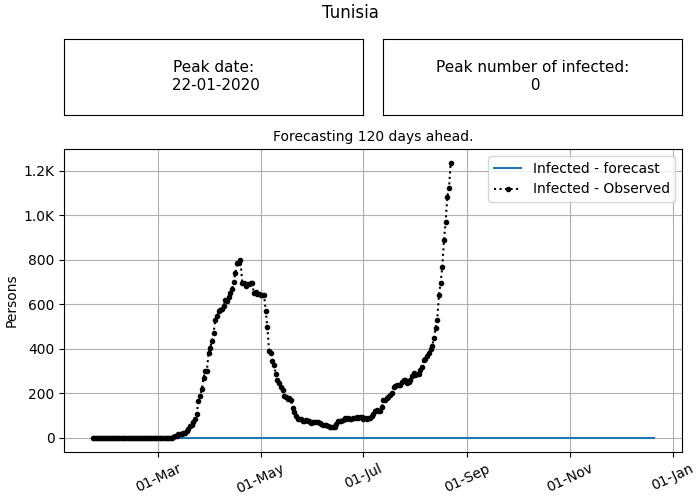 Tunisia
Peak date:
22-01-2020
Peak number of infected:
0
Forecasting 120 days ahead.
Infected - forecast
Infected - Observed
Persons
1.2K
1.0K
800
600
400
200
0
01-Mar
01-May
01-Jul
01-Sep
01-Nov
01-Jan